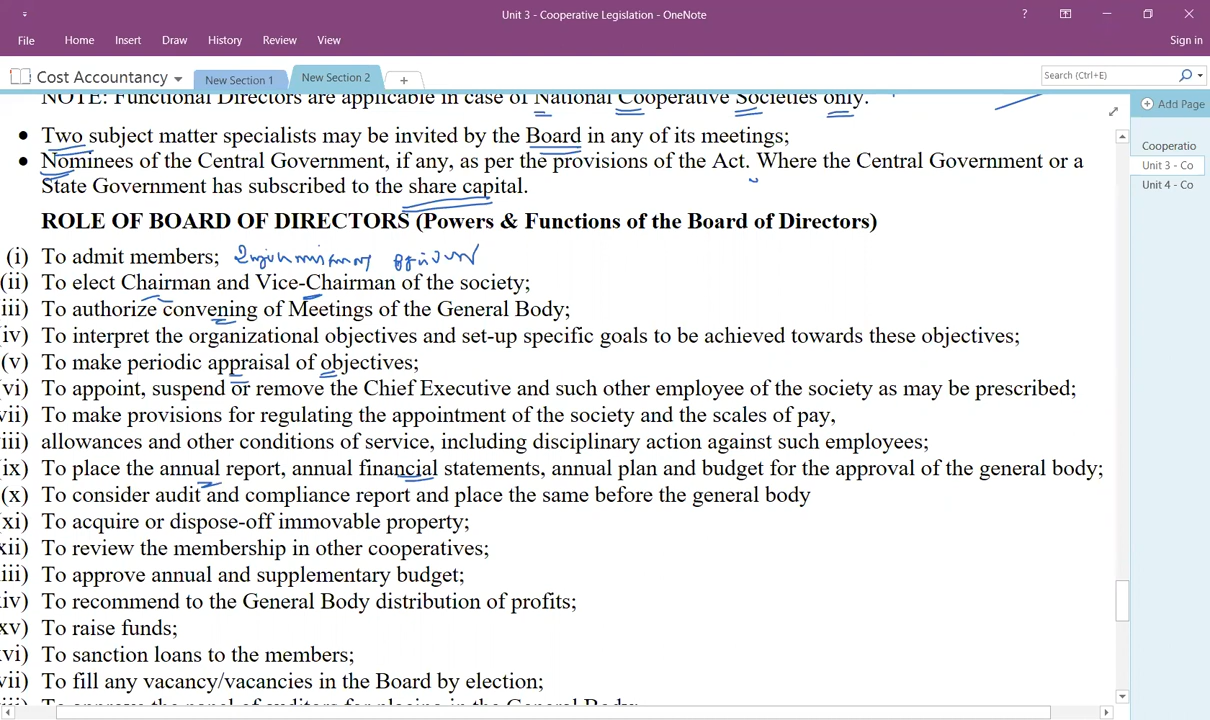 Unit 3 - Cooperative Legislation - OneNote
File Home Insert Draw History Review View Sign in
Cost Accountancy New Section 1 New Section 2 + Search (Ctrl+E)
NOTE: Functional Directors are applicable in case of National Cooperative Societies only.
Add Page
• Two subject matter specialists may be invited by the Board in any of its meetings;
Cooperatio
• Nominees of the Central Government, if any, as per the provisions of the Act. Where the Central Government or a
Unit 3 - Co
State Government has subscribed to the share capital.
Unit 4 - Co
ROLE OF BOARD OF DIRECTORS (Powers & Functions of the Board of Directors)
(i) To admit members;
(ii) To elect Chairman and Vice-Chairman of the society;
iii) To authorize convening of Meetings of the General Body;
iv) To interpret the organizational objectives and set-up specific goals to be achieved towards these objectives;
(v) To make periodic appraisal of objectives;
vi) To appoint, suspend or remove the Chief Executive and such other employee of the society as may be prescribed;
vii) To make provisions for regulating the appointment of the society and the scales of pay,
iii) allowances and other conditions of service, including disciplinary action against such employees;
ix) To place the annual report, annual financial statements, annual plan and budget for the approval of the general body;
(x) To consider audit and compliance report and place the same before the general body
xi) To acquire or dispose-off immovable property;
xii) To review the membership in other cooperatives;
iii) To approve annual and supplementary budget;
iv) To recommend to the General Body distribution of profits;
xv) To raise funds;
vi) To sanction loans to the members;
vii) To fill any vacancy/vacancies in the Board by election;
iii) To approve the panel of auditors for placing in the General Body;